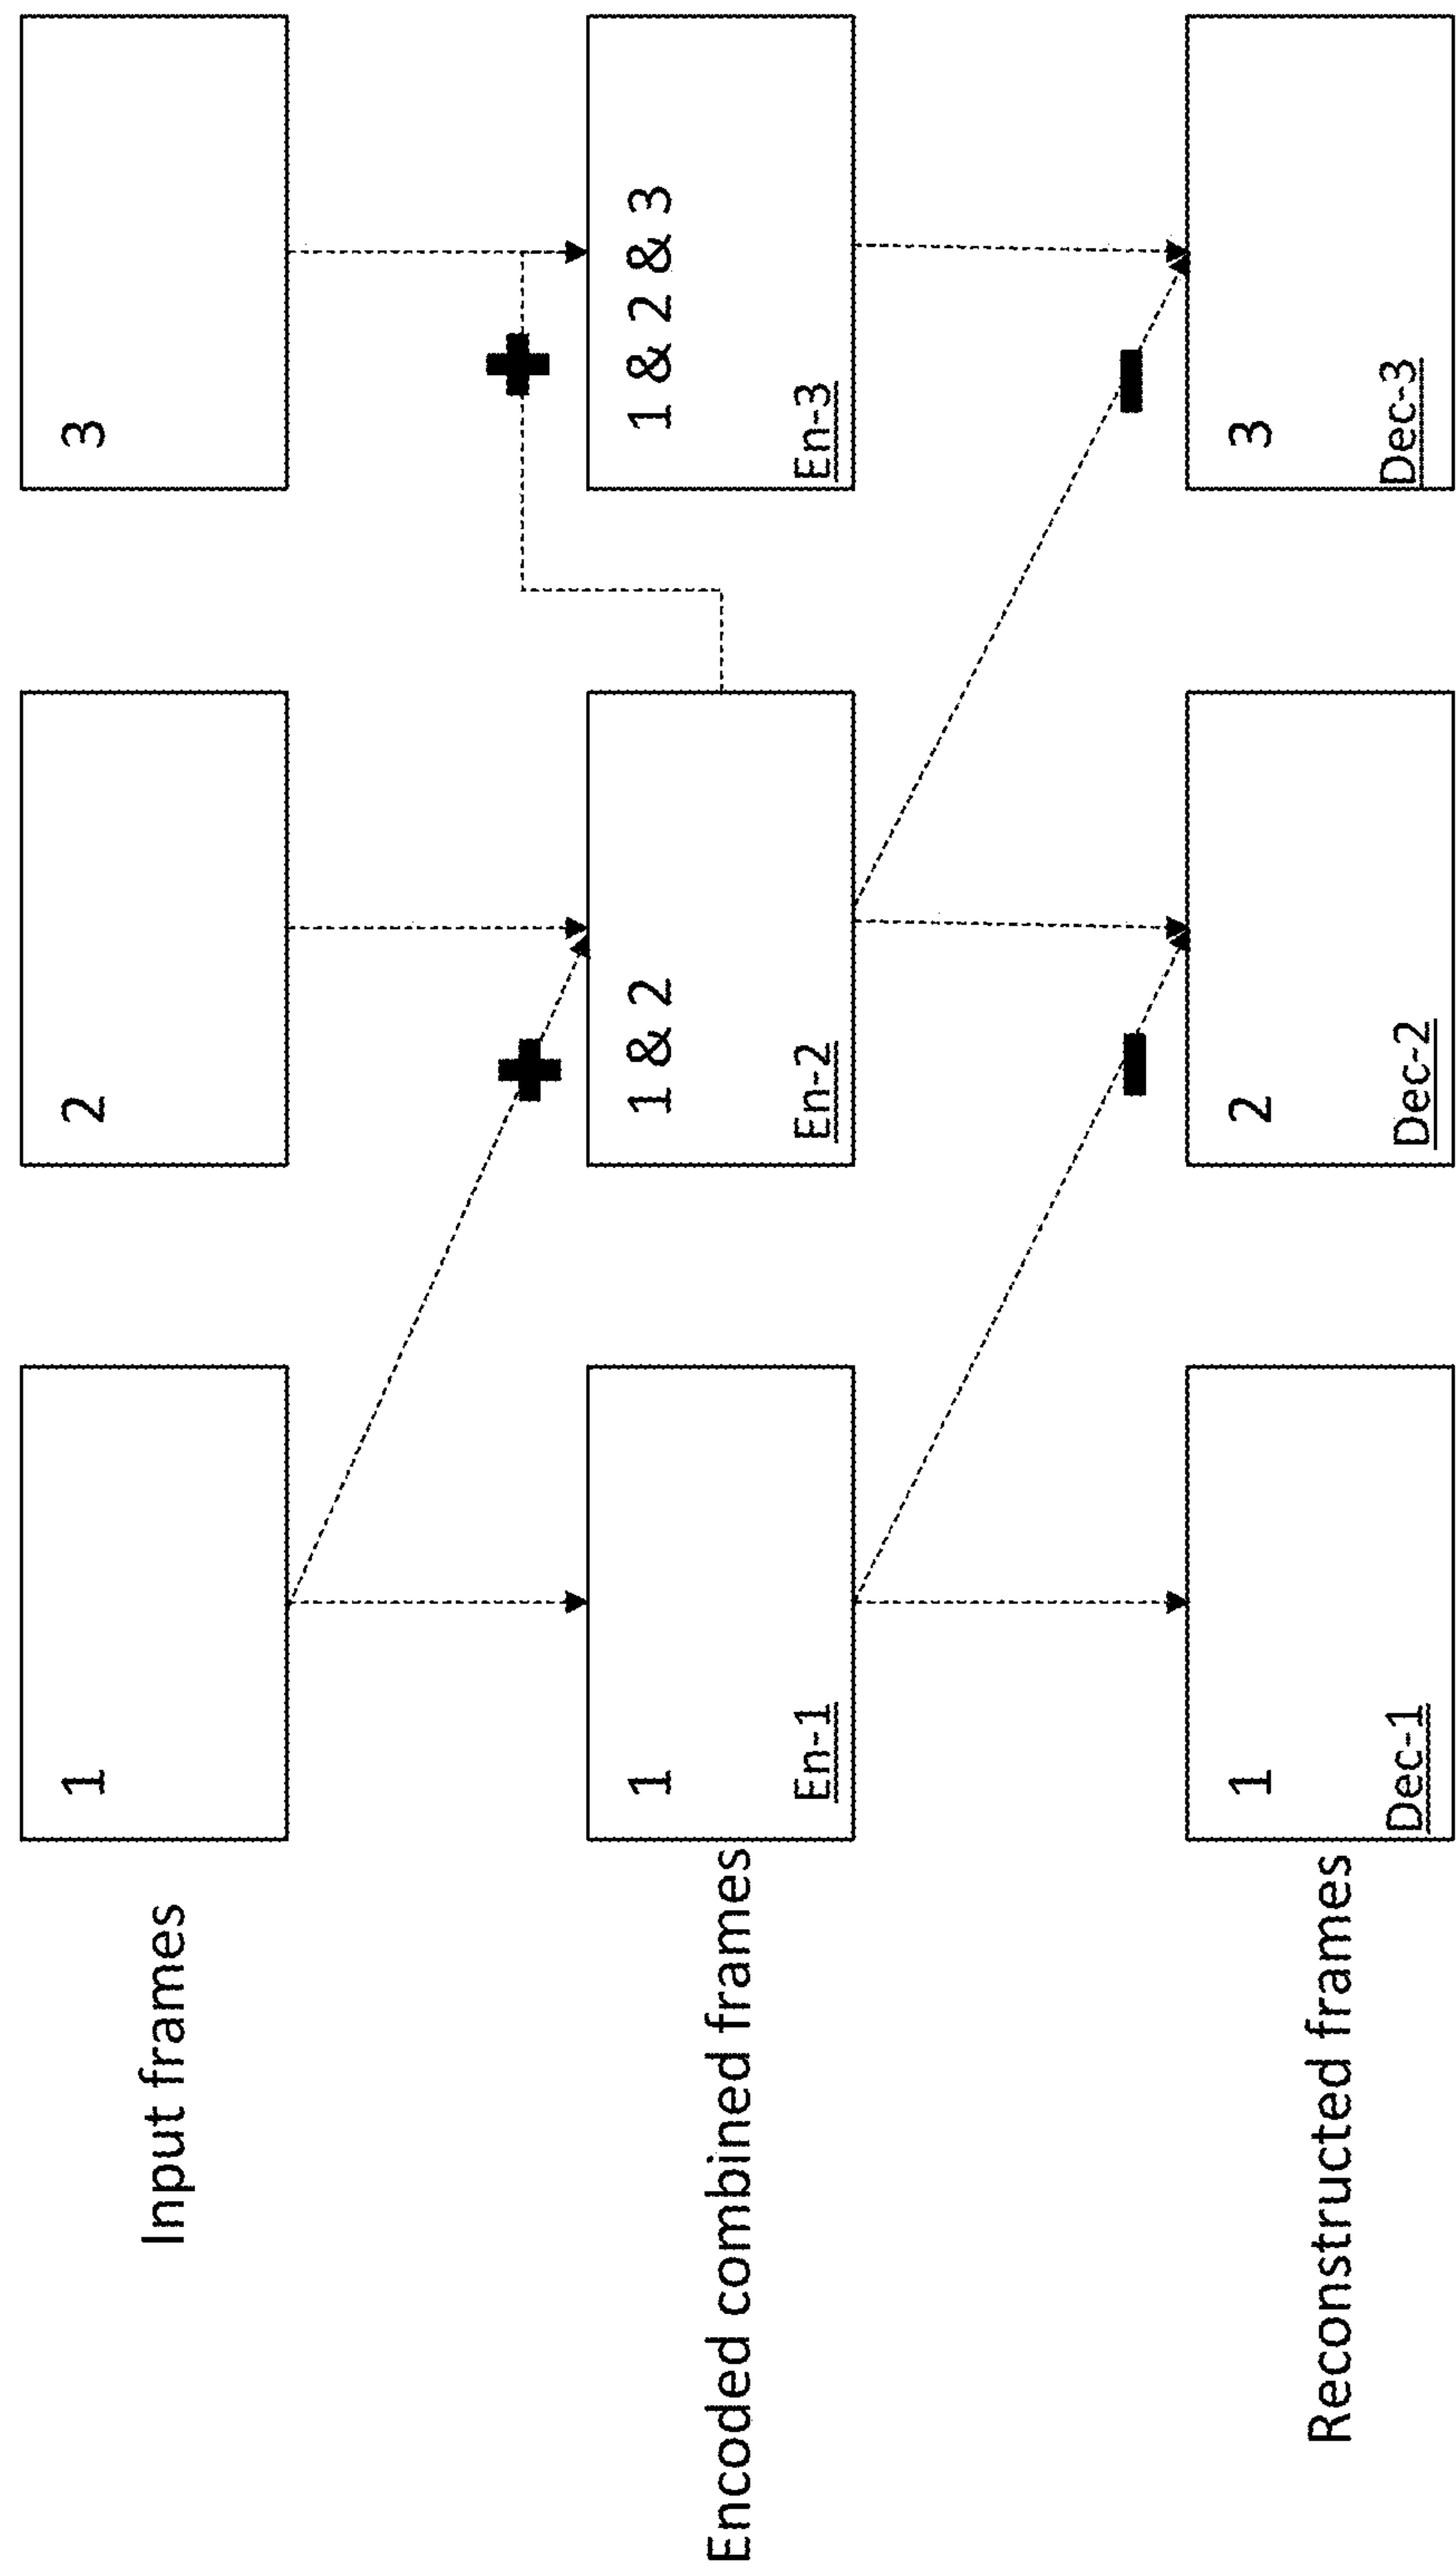 Input frames
1
2
3
Encoded combined frames
1
En-1
1 & 2
En-2
1 & 2 & 3
En-3
Reconstructed frames
1
Dec-1
2
Dec-2
3
Dec-3